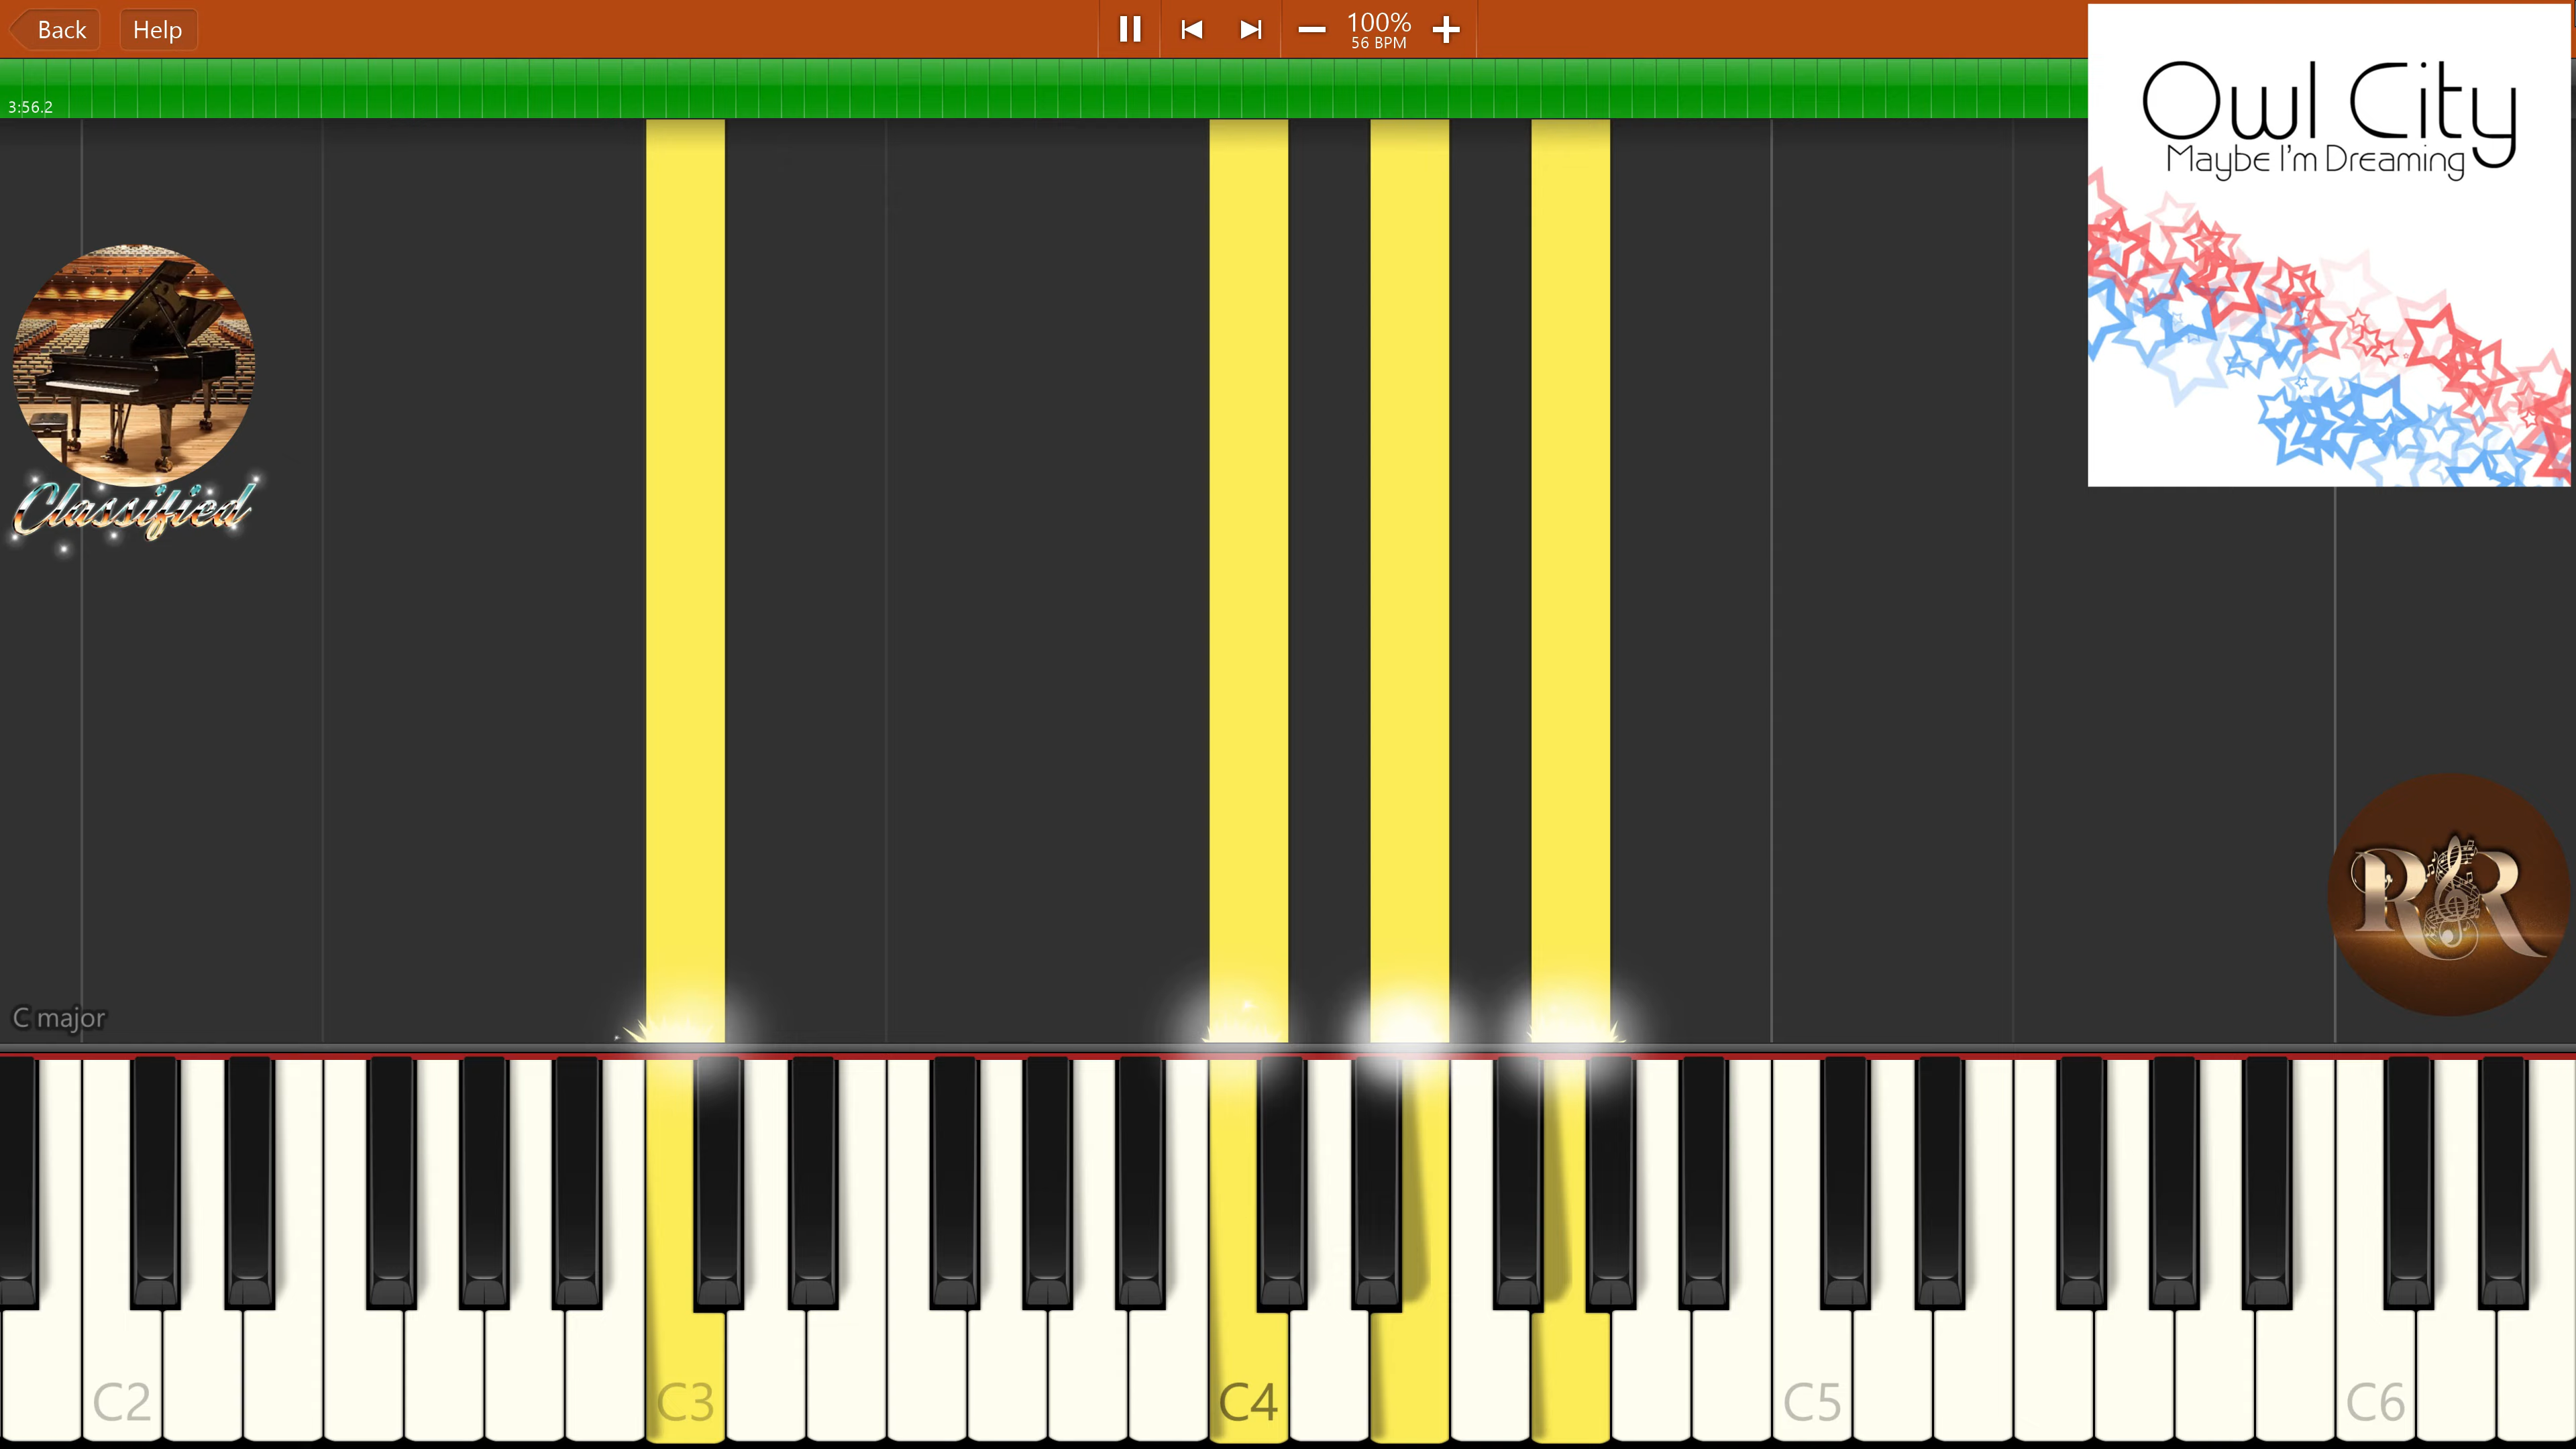 Back
Help
100%
56 BPM
3:56.2
Owl City
Maybe I'm Dreaming
Classified
R R
C major
C2
C3
C4
C5
C6